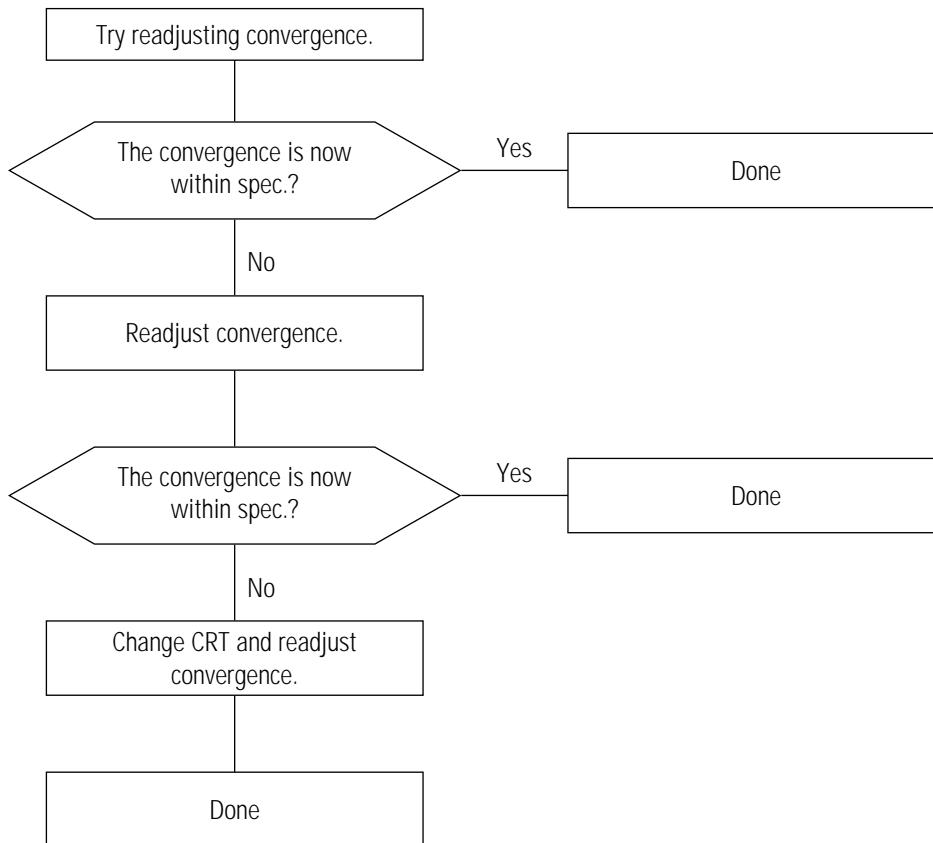 Try readjusting convergence.
The convergence is now
within spec.?
Yes
Done
No
Readjust convergence.
The convergence is now
within spec.?
Yes
Done
No
Change CRT and readjust
convergence.
Done